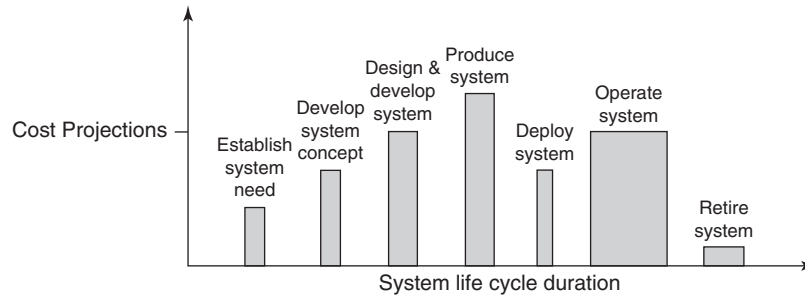 Cost Projections
Establish
system
need
Develop
system
concept
Design &
develop
system
Produce
system
Deploy
system
Operate
system
Retire
system
System life cycle duration